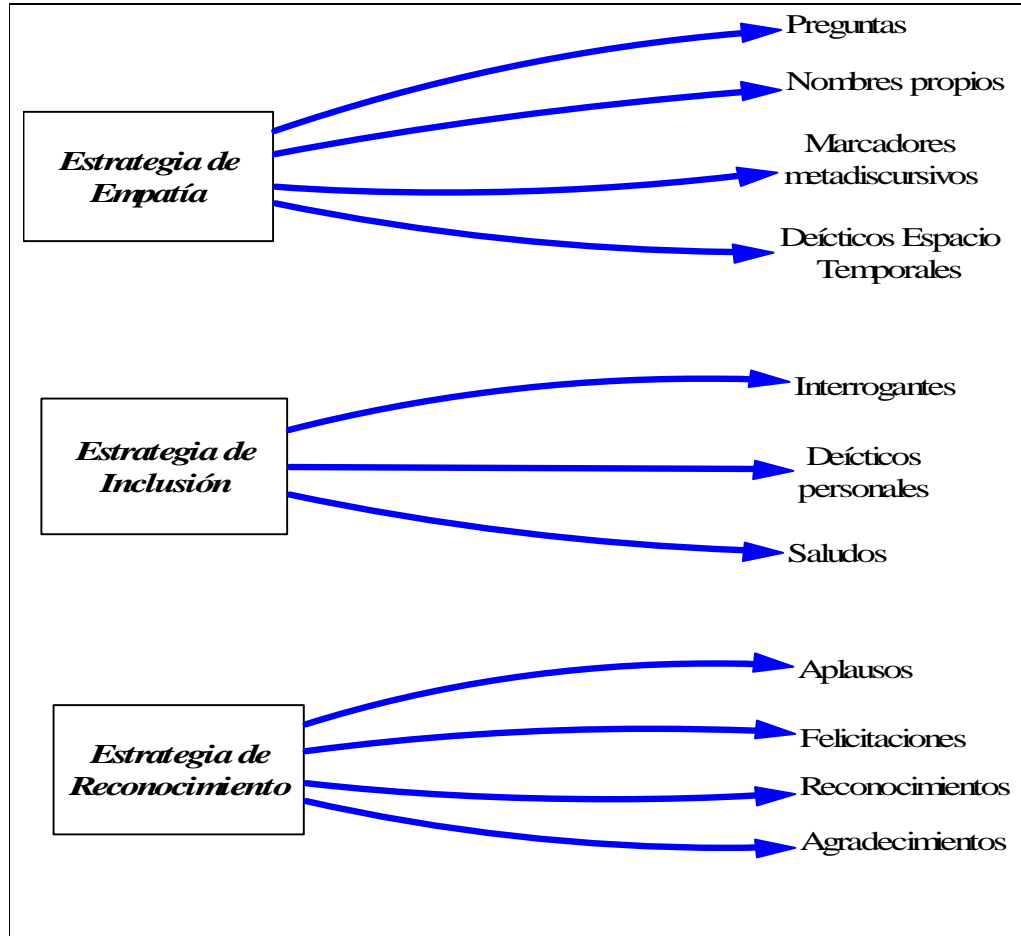 Estrategia de
Empatía
Preguntas
Nombres propios
Marcadores
metadiscursivos
Deícticos Espacio
Temporales
Estrategia de
Inclusión
Interrogantes
Deícticos
personales
Saludos
Estrategia de
Reconocimiento
Aplausos
Felicitaciones
Reconocimientos
Agradecimientos